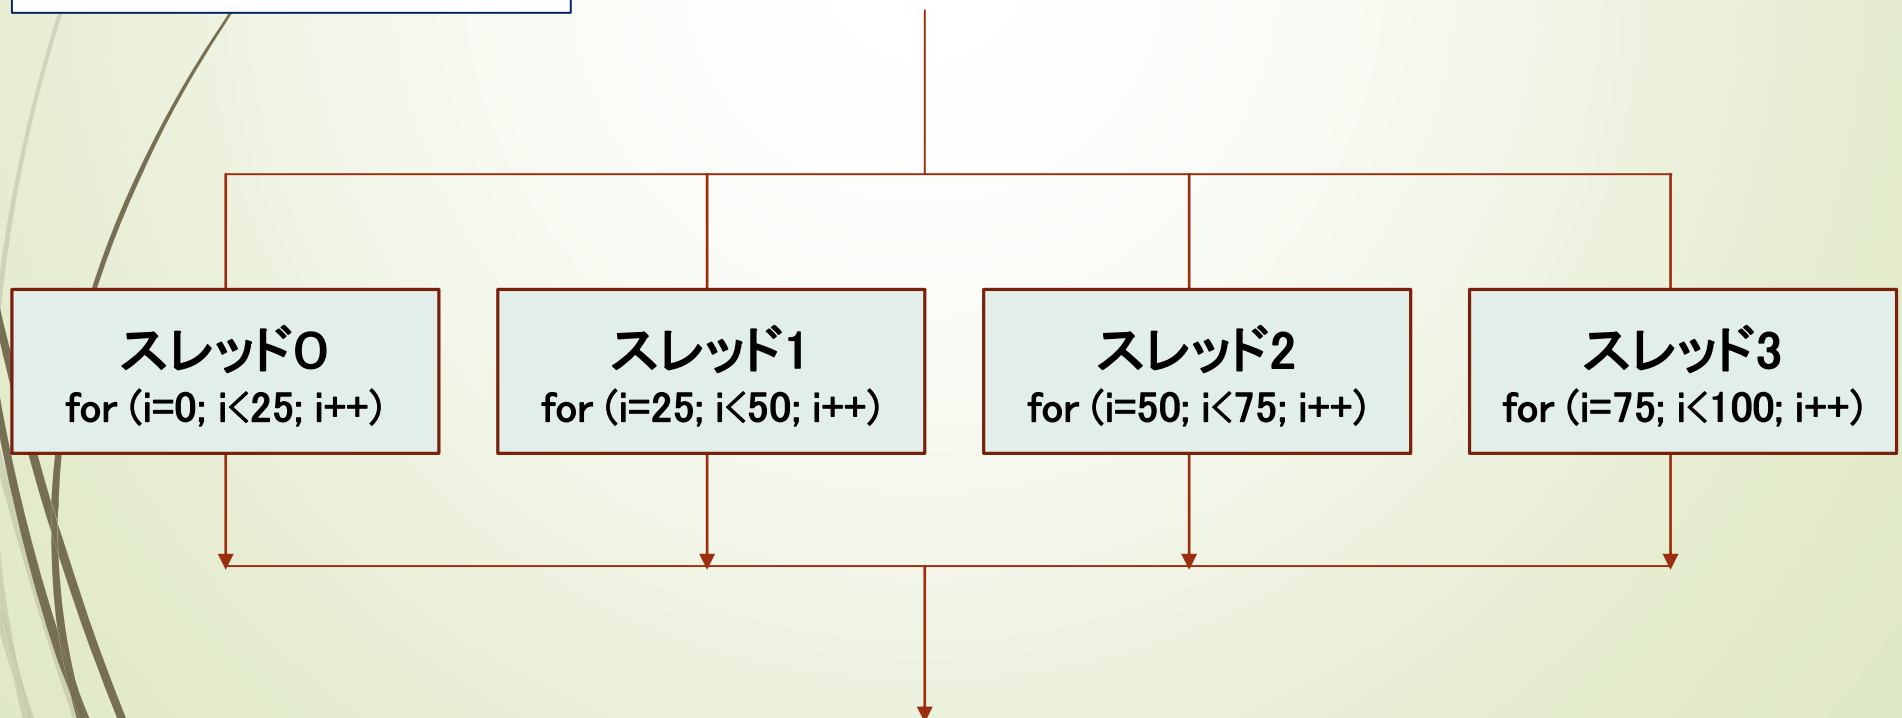 スレッド0
for (i=0; i<25; i++)
スレッド1
for (i=25; i<50; i++)
スレッド2
for (i=50; i<75; i++)
スレッド3
for (i=75; i<100; i++)